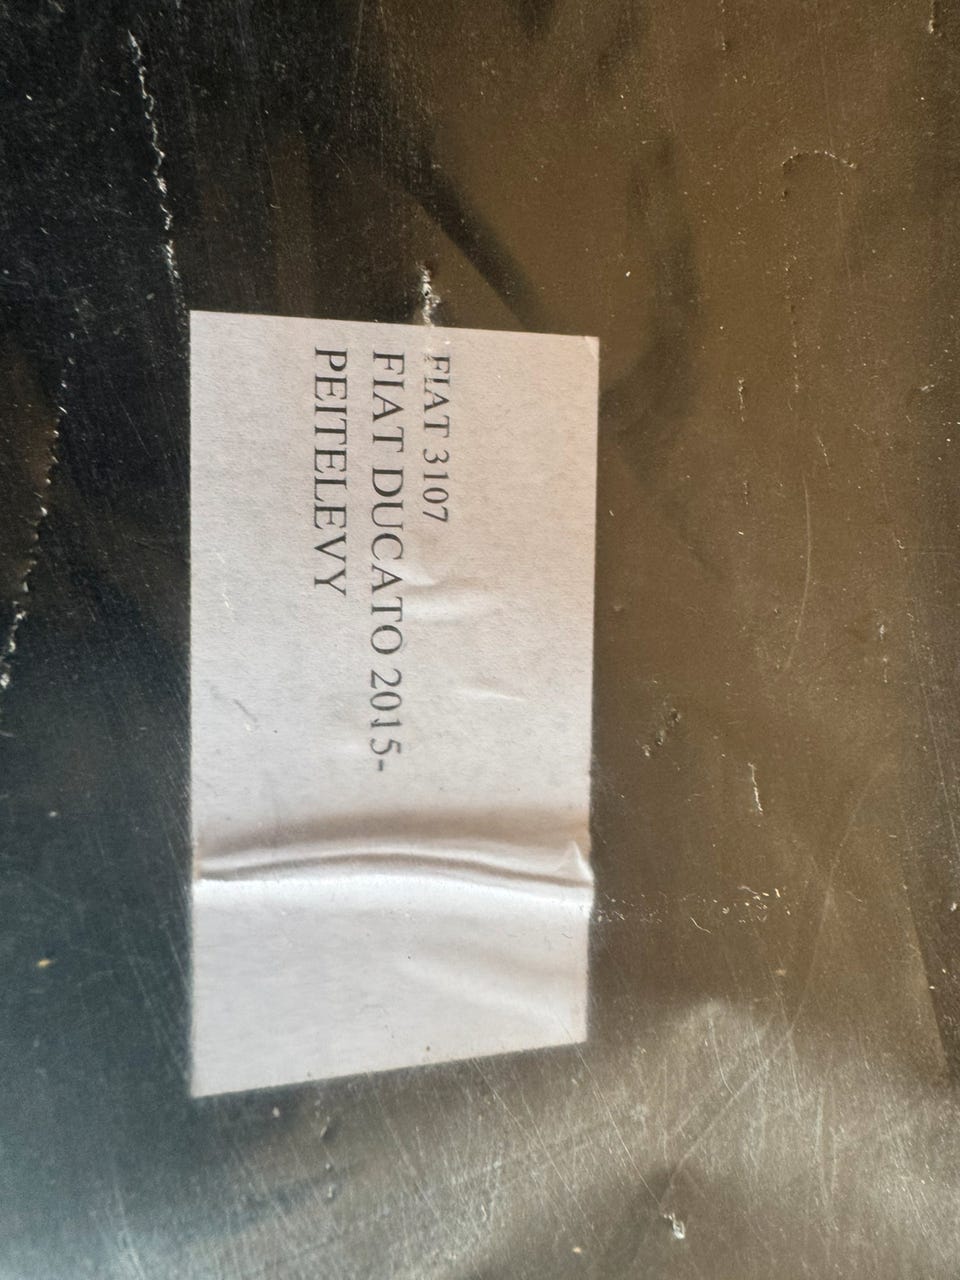 FIAT 3107
FIAT DUCATO 2015-
PEITELEVY